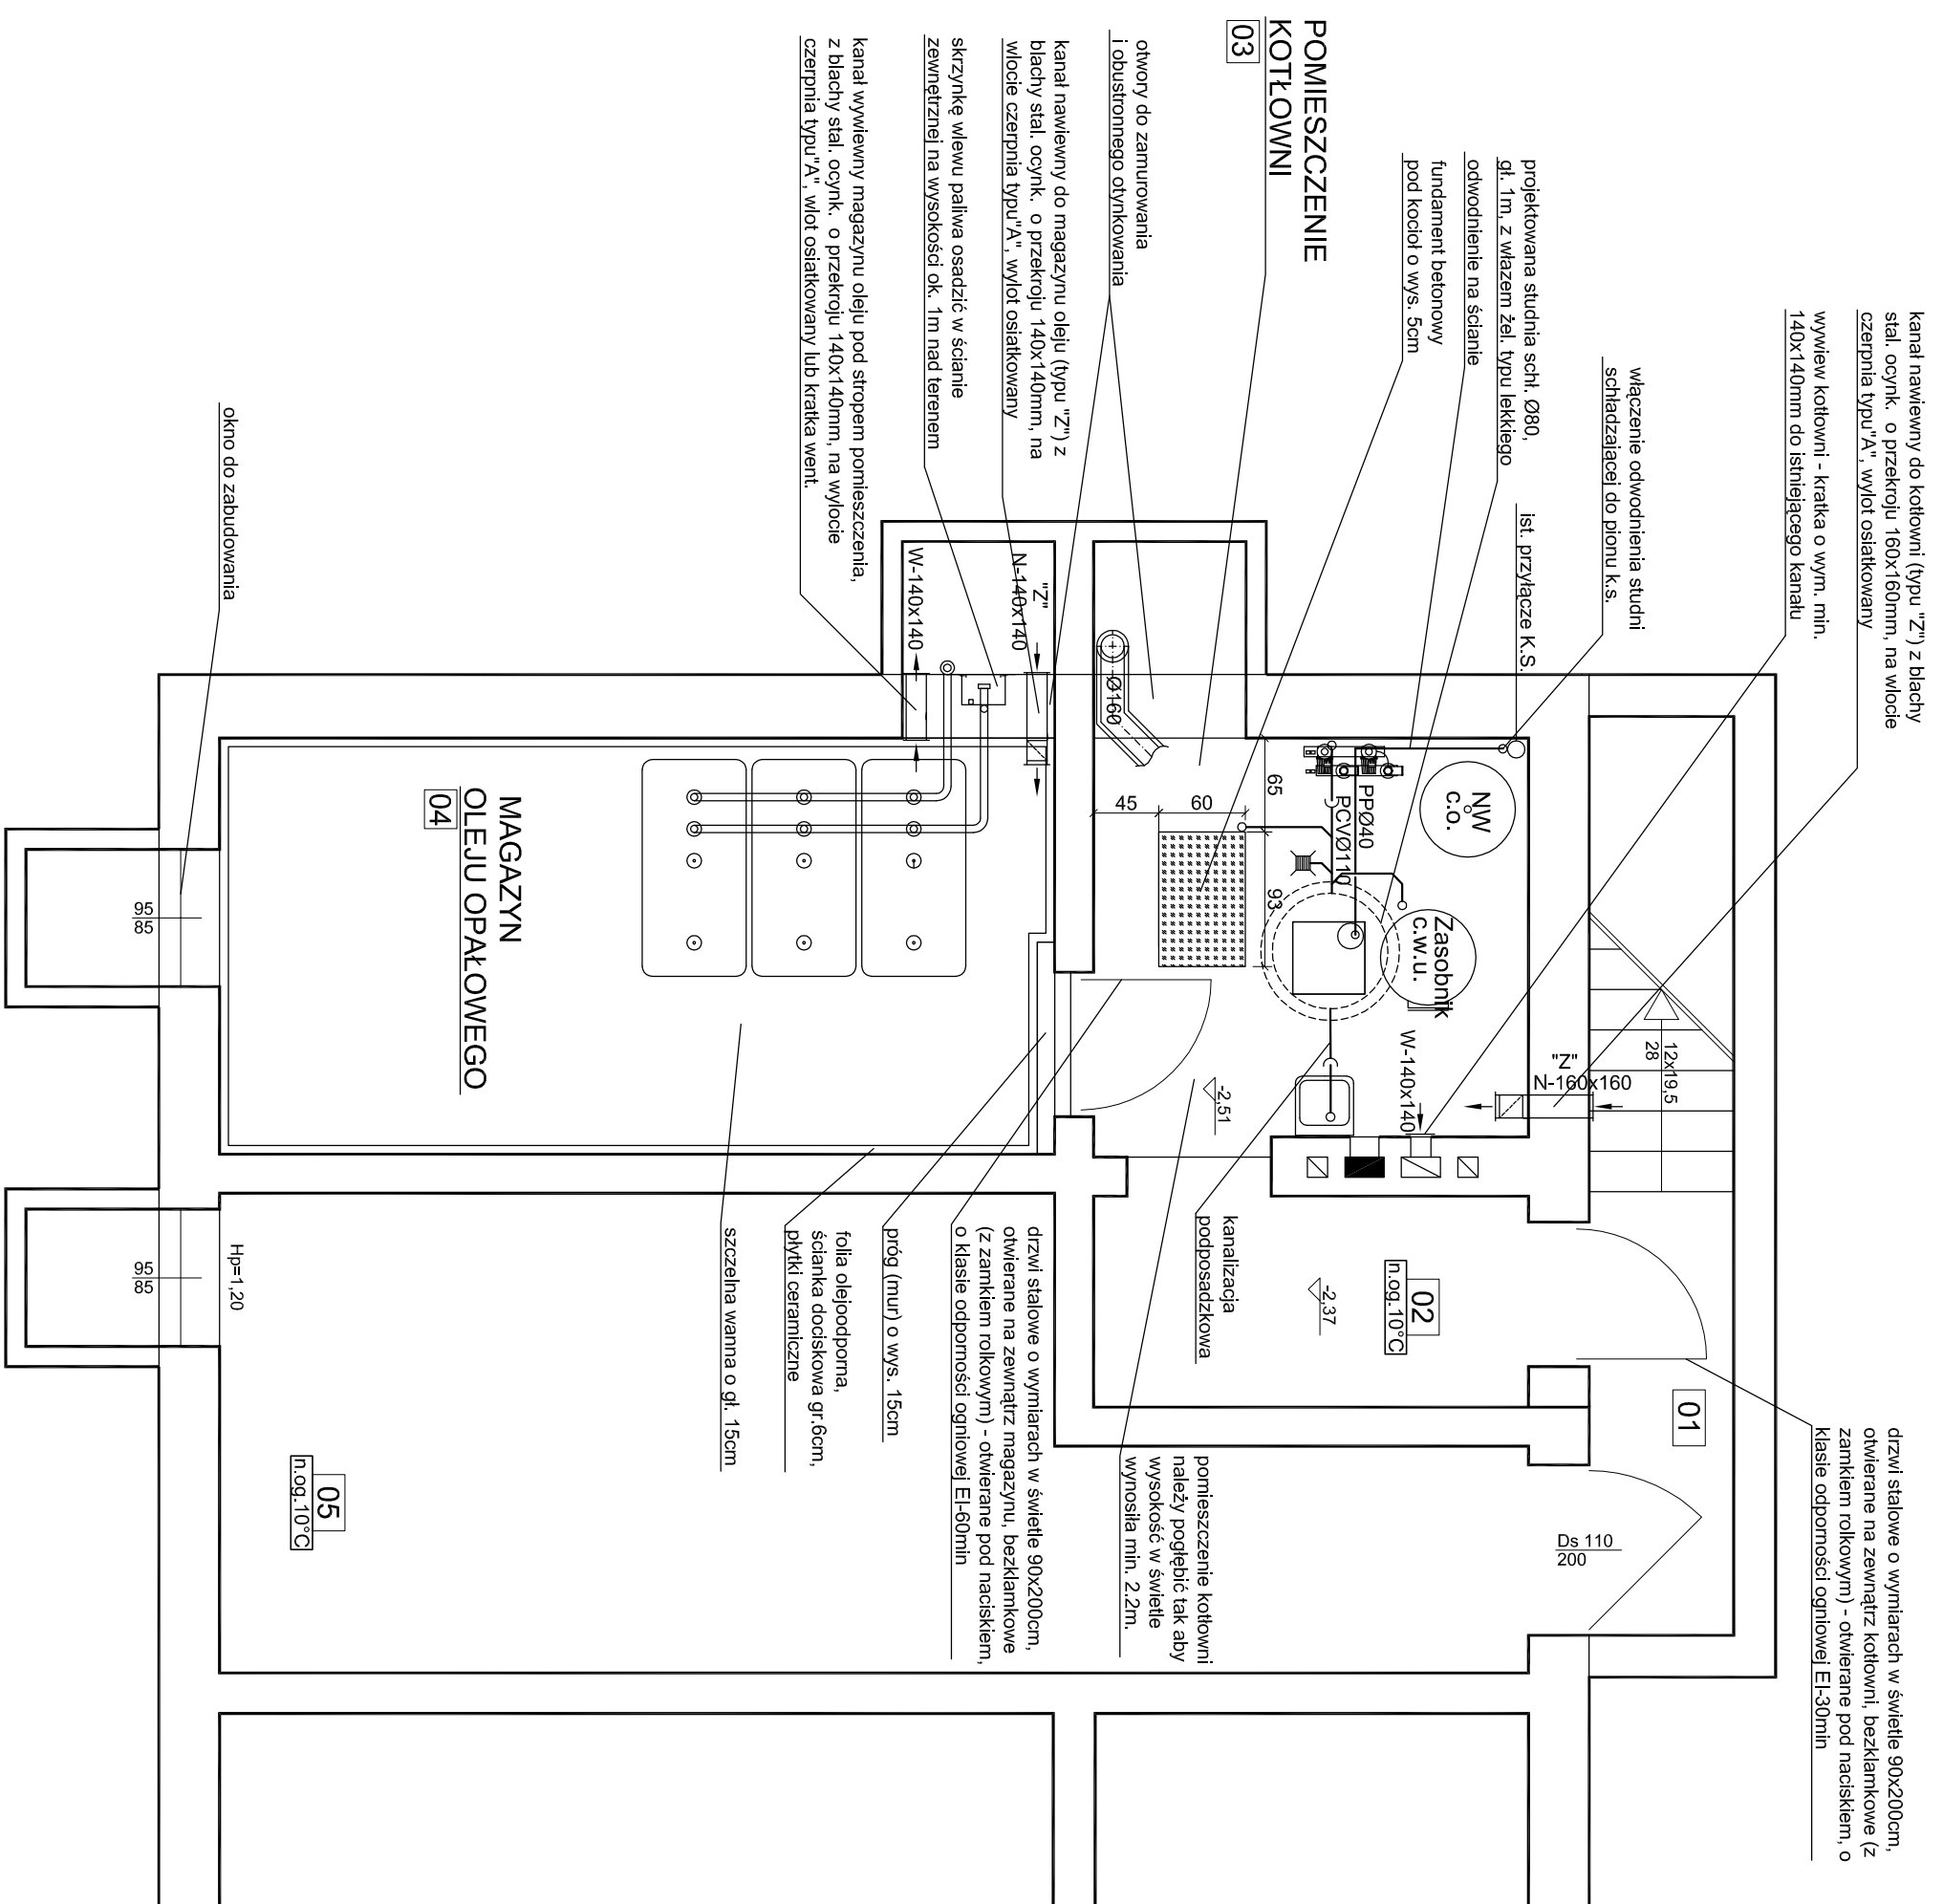 kanał nawiewny do kotłowni (typu "Z") z blachy
stal. ocynk. o przekroju 160x160mm, na wlocie
czerpnia typu"A", wylot osiatkowany
wywiew kotłowni - kratka o wym. min.
140x140mm do istniejącego kanału
włączenie odwodnienia studni
schładzającej do pionu k.s.
ist. przyłącze K.S.
projektowana studnia schł. Ø80,
gł. 1m, z włazem żel. typu lekkiego
odwodnienie na ścianie
fundament betonowy
pod kocioł o wys. 5cm
POMIESZCZENIE
KOTŁOWNI
03
otwory do zamurowania
i obustronnego otynkowania
kanał nawiewny do magazynu oleju (typu "Z") z
blachy stal. ocynk. o przekroju 140x140mm, na
wlocie czerpnia typu"A", wylot osiatkowany
skrzynkę wlewu paliwa osadzić w ścianie
zewnętrznej na wysokości ok. 1m nad terenem
kanał wywiewny magazynu oleju pod stropem pomieszczenia,
z blachy stal. ocynk. o przekroju 140x140mm, na wylocie
czerpnia typu"A", wlot osiatkowany lub kratka went.
okno do zabudowania
"Z"
N-140x140
W-140x140
Ø160
65
93
45
60
PPØ40
PCVØ110
NW
c.o.
Zasobnik
c.w.u.
W-140x140
"Z"
N-160x160
12x19,5
28
-2,51
MAGAZYN
OLEJU OPAŁOWEGO
04
95
85
95
85
Hp=1,20
kanalizacja
podposadzkowa
-2,37
02
n.og.10°C
01
drzwi stalowe o wymiarach w świetle 90x200cm,
otwierane na zewnątrz kotłowni, bezklamkowe (z
zamkiem rolkowym) - otwierane pod naciskiem, o
klasie odporności ogniowej EI-30min
Ds 110
200
pomieszczenie kotłowni
należy pogłębić tak aby
wysokość w świetle
wynosiła min. 2.2m.
drzwi stalowe o wymiarach w świetle 90x200cm,
otwierane na zewnątrz magazynu, bezklamkowe
(z zamkiem rolkowym) - otwierane pod naciskiem,
o klasie odporności ogniowej EI-60min
próg (mur) o wys. 15cm
folia olejoodporna,
ścianka dociskowa gr.6cm,
płytki ceramiczne
szczelna wanna o gł. 15cm
05
n.og.10°C